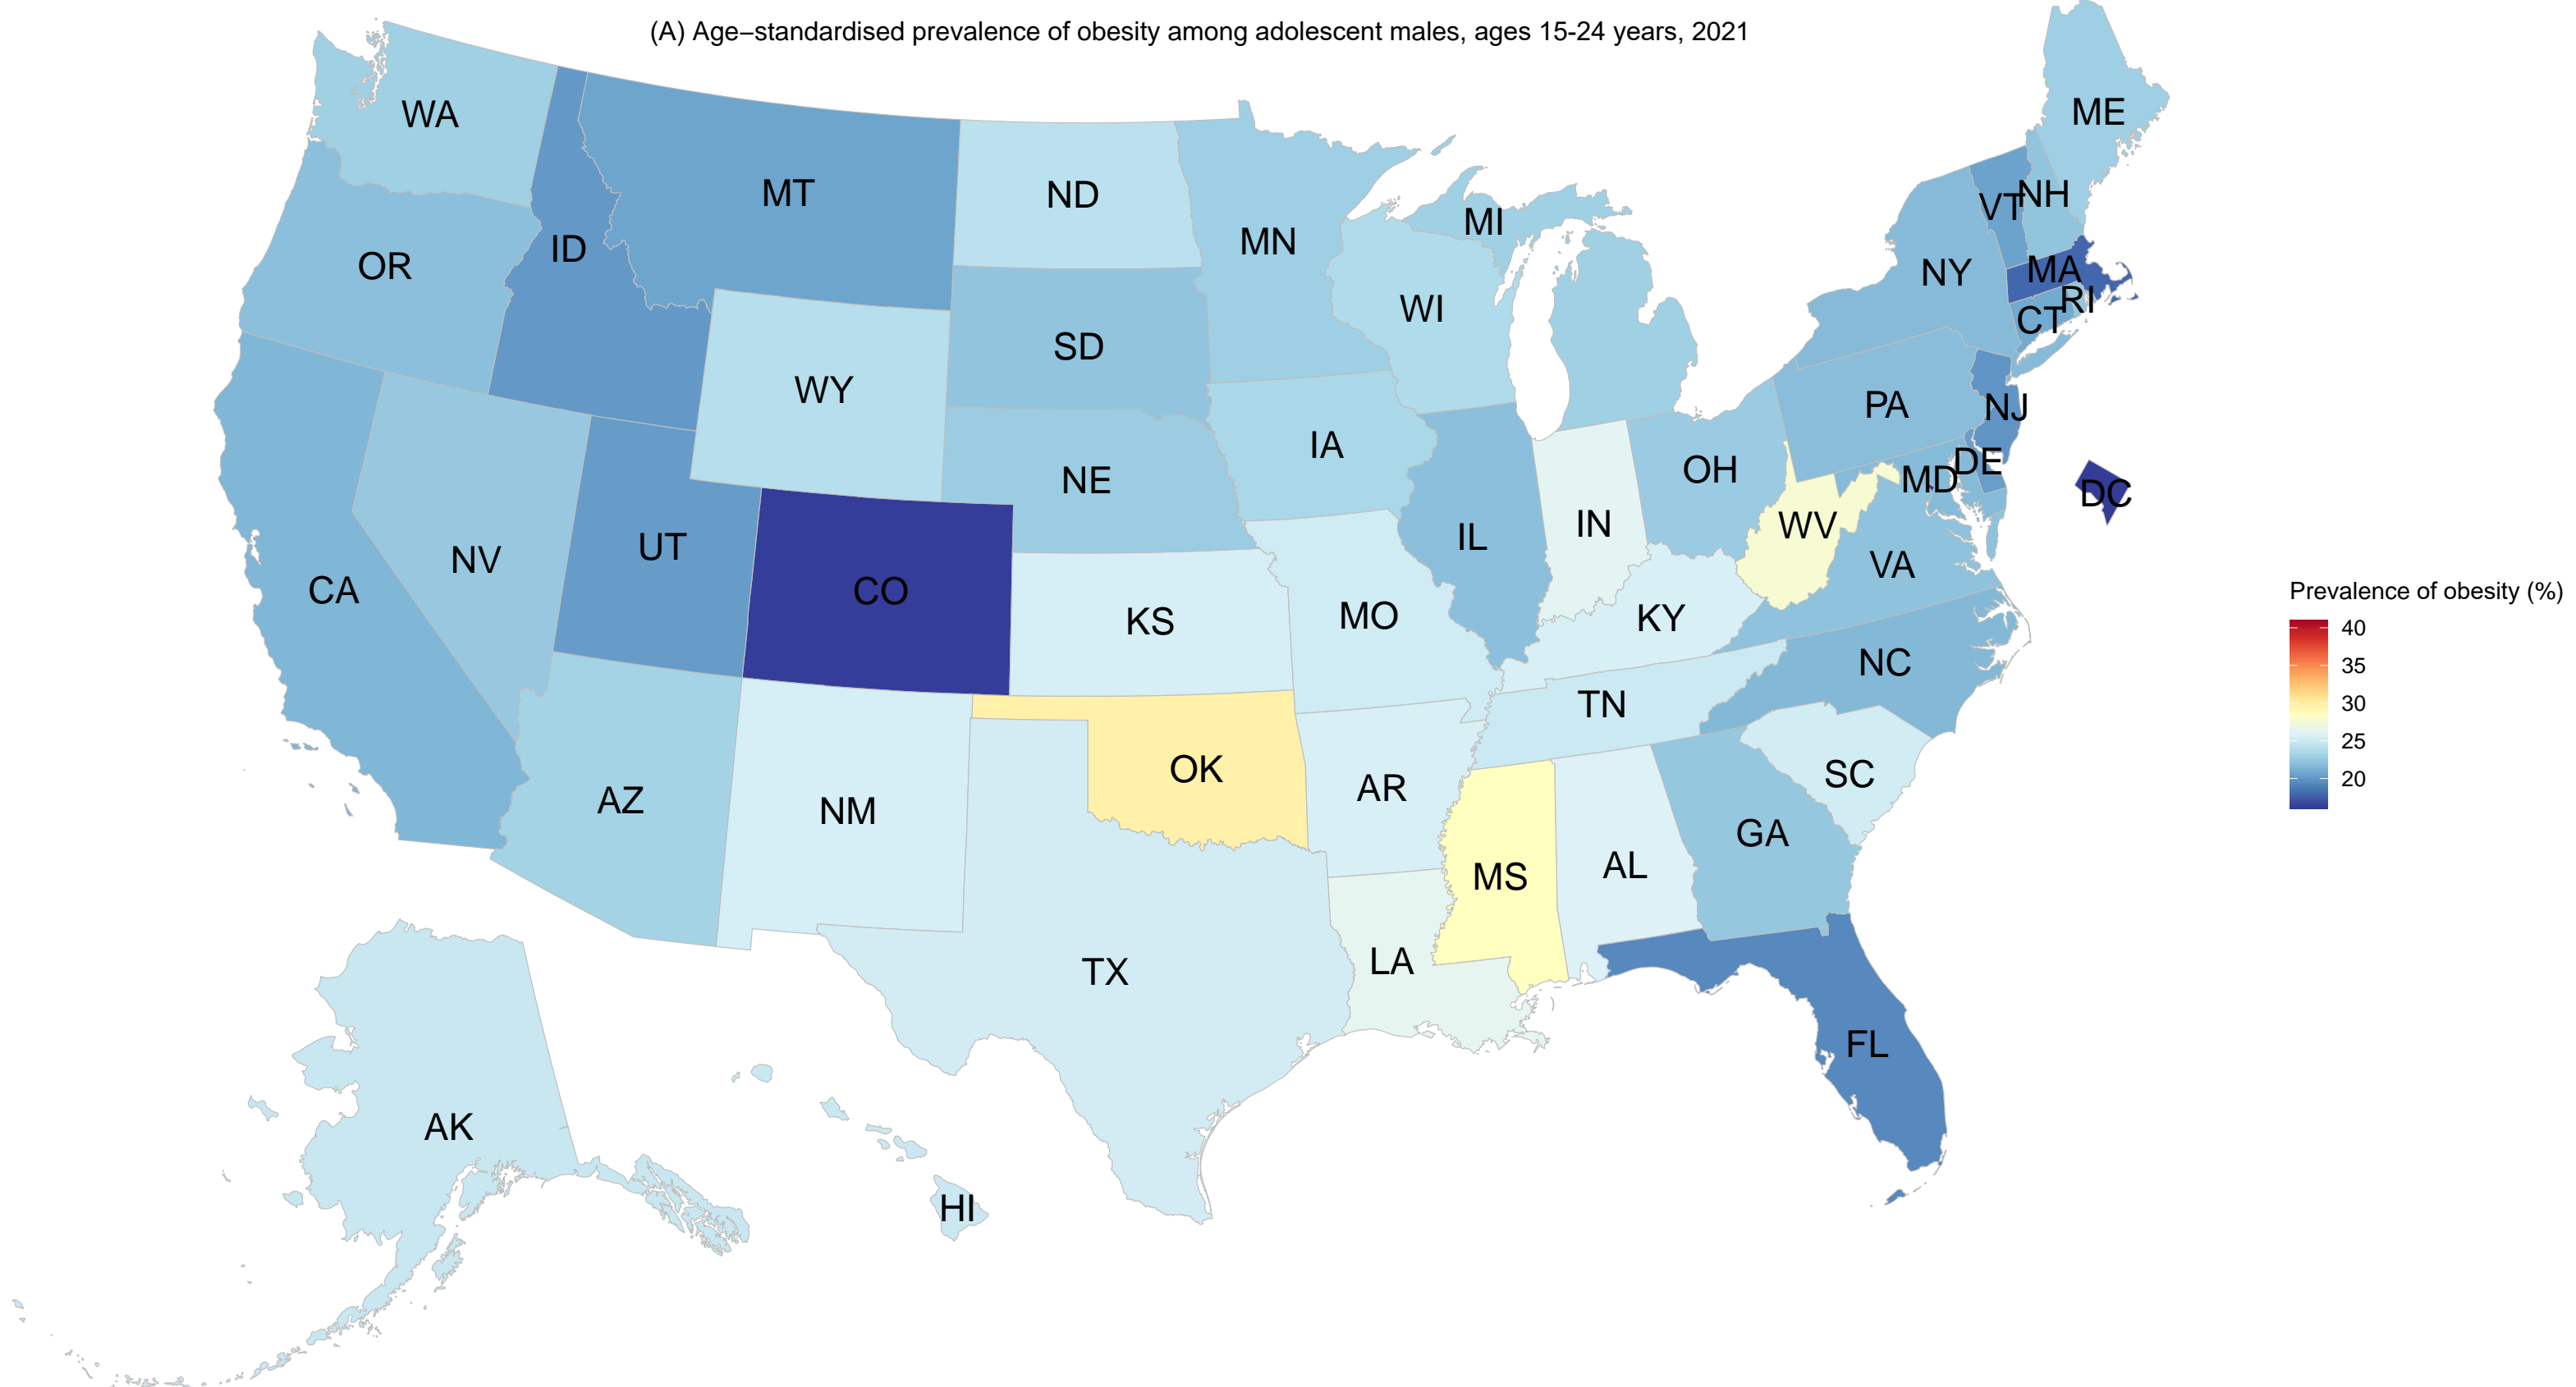 (A) Age−standardised prevalence of obesity among adolescent males, ages 15-24 years, 2021
WA
ME
MT
ND
VT
NH
MI
MN
ID
OR
NY
MA
RI
WI
CT
SD
WY
PA
NJ
IA
DE
OH
MD
NE
DC
IN
WV
IL
UT
NV
VA
CO
CA
KS
MO
KY
NC
TN
OK
SC
AR
AZ
NM
GA
AL
MS
LA
TX
FL
AK
HI
Prevalence of obesity (%)
40
35
30
25
20